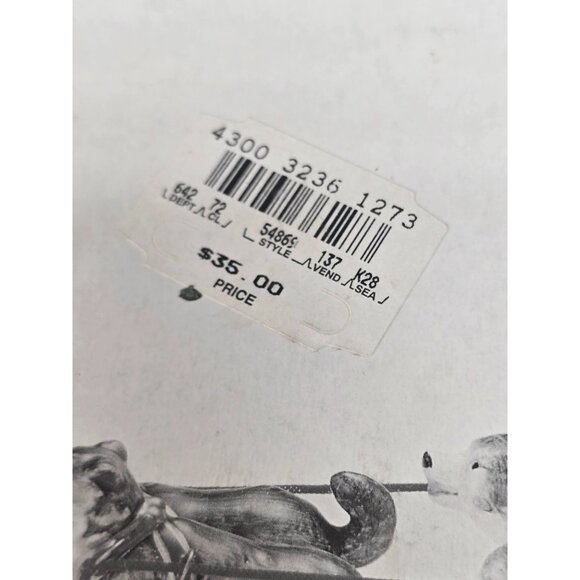 4300 3236 1273
642 72 54869 137 K28
DEPT CL STYLE VEND SEA
$35.00
PRICE